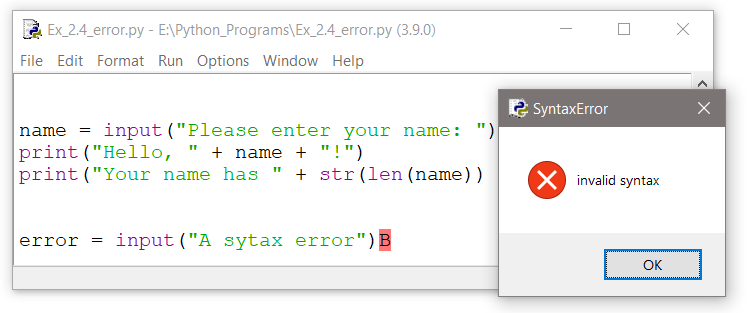 Ex_2.4_error.py - E:\Python_Programs\Ex_2.4_error.py (3.9.0)
File Edit Format Run Options Window Help
name = input("Please enter your name: ")
print("Hello, " + name + "!")
print("Your name has " + str(len(name))
error = input("A sytax error")B
SyntaxError
invalid syntax
OK